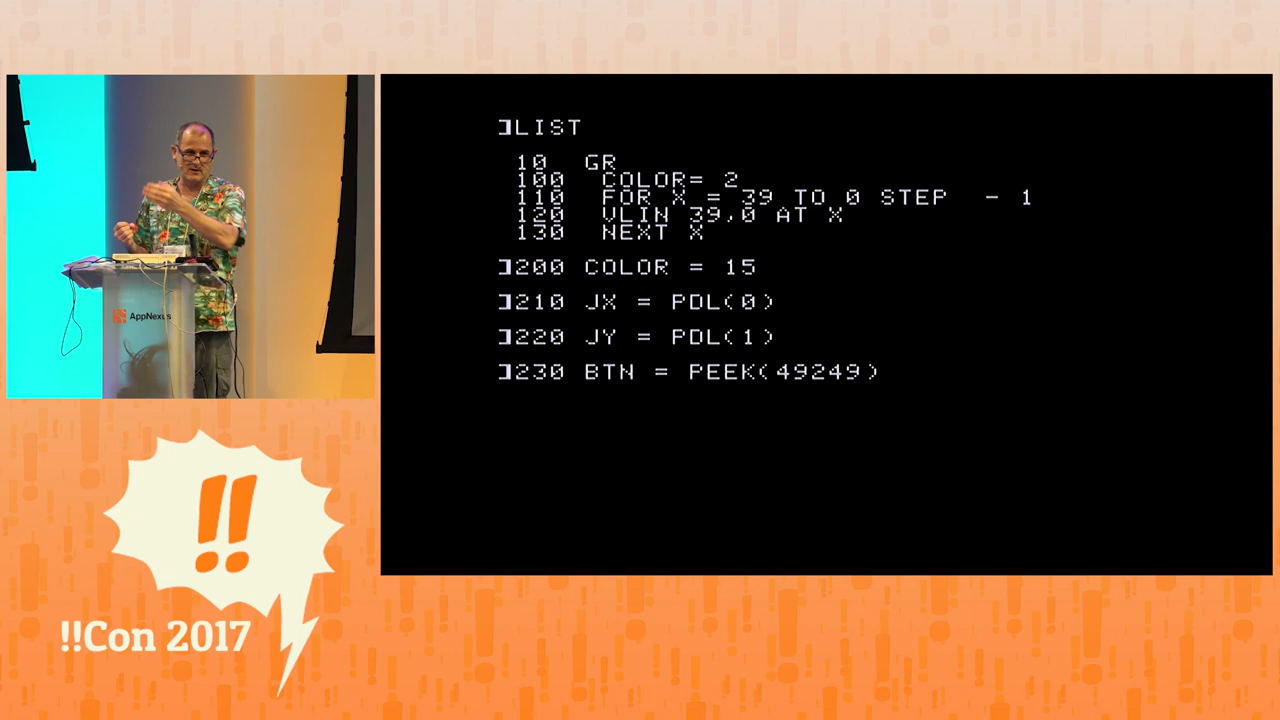 ]LIST
10 GR
100 COLOR= 2
110 FOR X = 39 TO 0 STEP - 1
120 VLIN 39,0 AT X
130 NEXT X
]200 COLOR = 15
]210 JX = PDL(0)
]220 JY = PDL(1)
]230 BTN = PEEK(49249)
AppNexus
!!
!!Con 2017